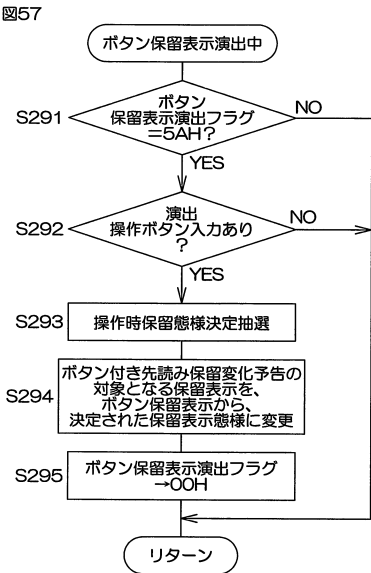 図57
ボタン保留表示演出中
S291
ボタン
保留表示演出フラグ
=5AH?
NO
YES
S292
演出
操作ボタン入力あり
?
NO
YES
S293
操作時保留態様決定抽選
S294
ボタン付き先読み保留変化予告の
対象となる保留表示を、
ボタン保留表示から、
決定された保留表示態様に変更
S295
ボタン保留表示演出フラグ
→00H
リターン